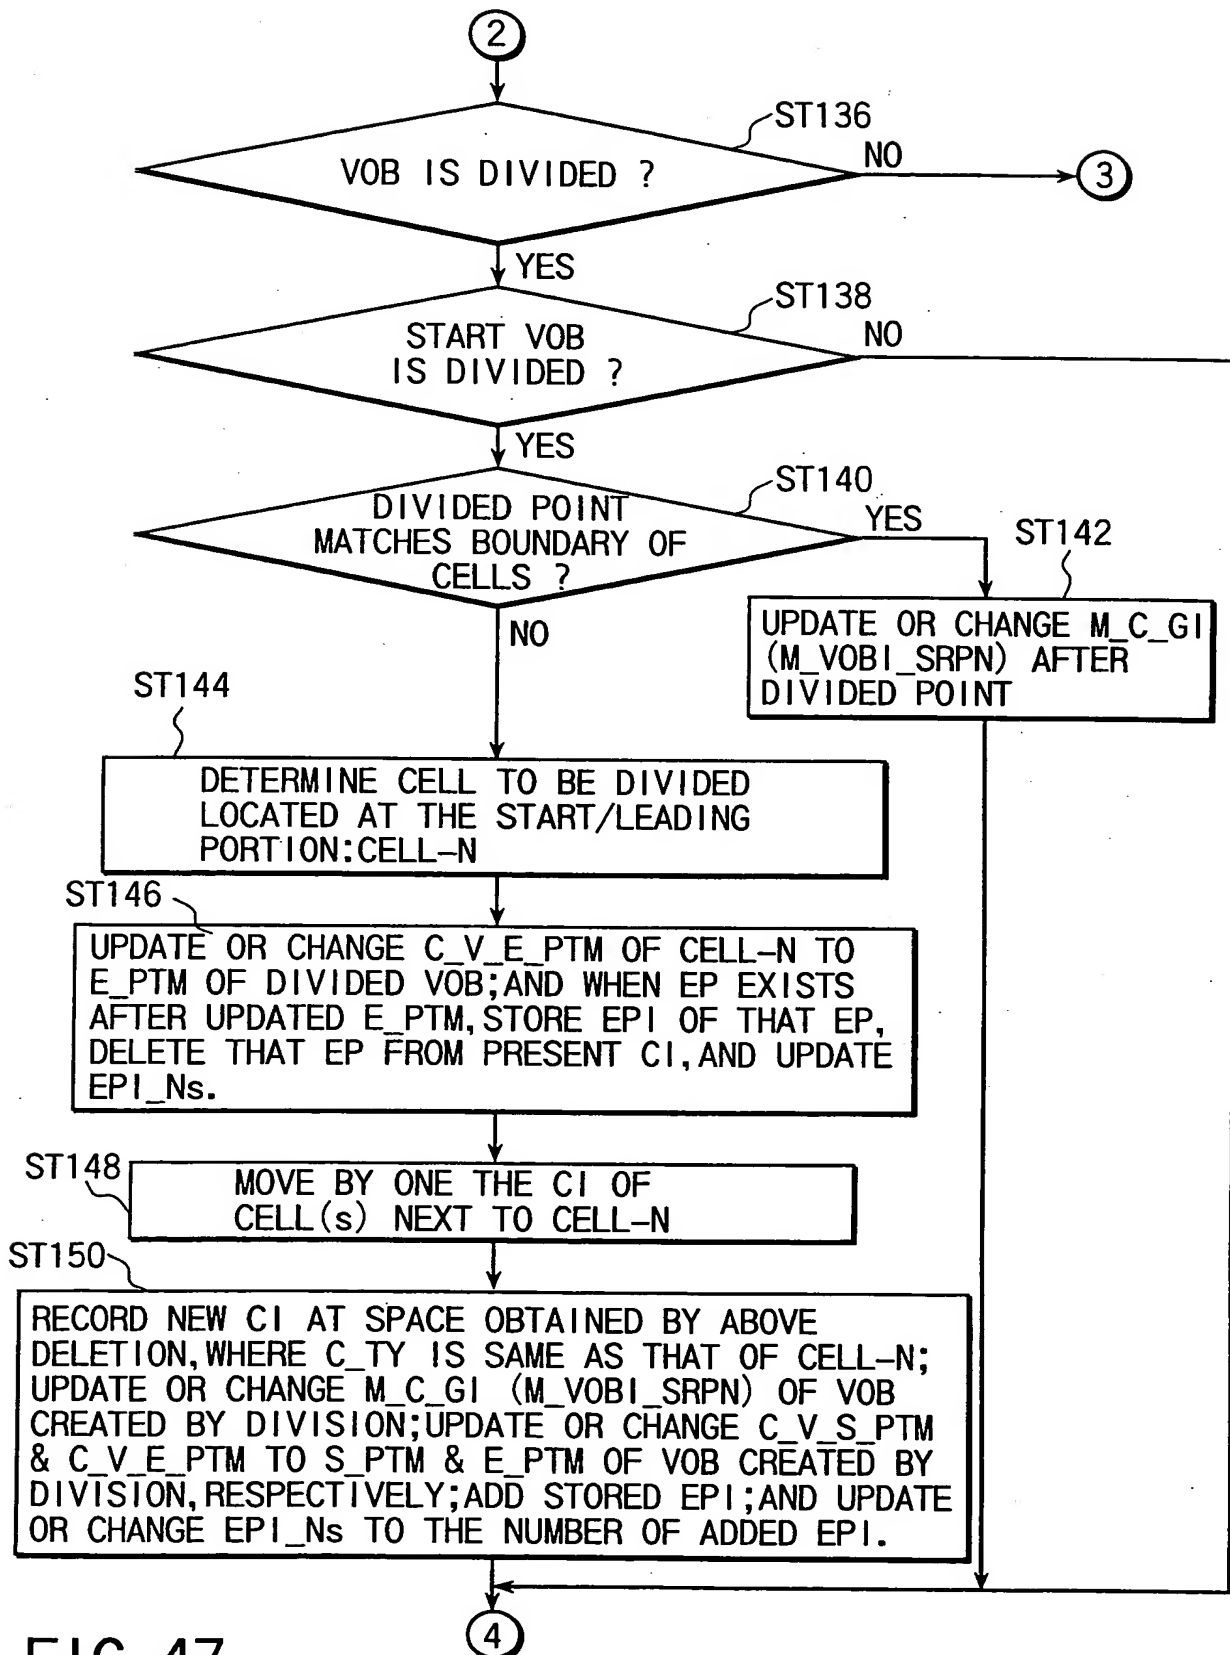 2
ST136
VOB IS DIVIDED ?
NO
3
YES
ST138
START VOB
IS DIVIDED ?
NO
YES
ST140
DIVIDED POINT
MATCHES BOUNDARY OF
CELLS ?
YES
ST142
NO
UPDATE OR CHANGE M_C_GI
(M_VOBI_SRPN) AFTER
DIVIDED POINT
ST144
DETERMINE CELL TO BE DIVIDED
LOCATED AT THE START/LEADING
PORTION:CELL-N
ST146
UPDATE OR CHANGE C_V_E_PTM OF CELL-N TO
E_PTM OF DIVIDED VOB;AND WHEN EP EXISTS
AFTER UPDATED E_PTM,STORE EPI OF THAT EP,
DELETE THAT EP FROM PRESENT CI,AND UPDATE
EPI_Ns.
ST148
MOVE BY ONE THE CI OF
CELL(s) NEXT TO CELL-N
ST150
RECORD NEW CI AT SPACE OBTAINED BY ABOVE
DELETION,WHERE C_TY IS SAME AS THAT OF CELL-N;
UPDATE OR CHANGE M_C_GI (M_VOBI_SRPN) OF VOB
CREATED BY DIVISION;UPDATE OR CHANGE C_V_S_PTM
& C_V_E_PTM TO S_PTM & E_PTM OF VOB CREATED BY
DIVISION,RESPECTIVELY;ADD STORED EPI;AND UPDATE
OR CHANGE EPI_Ns TO THE NUMBER OF ADDED EPI.
4
FIG. 47